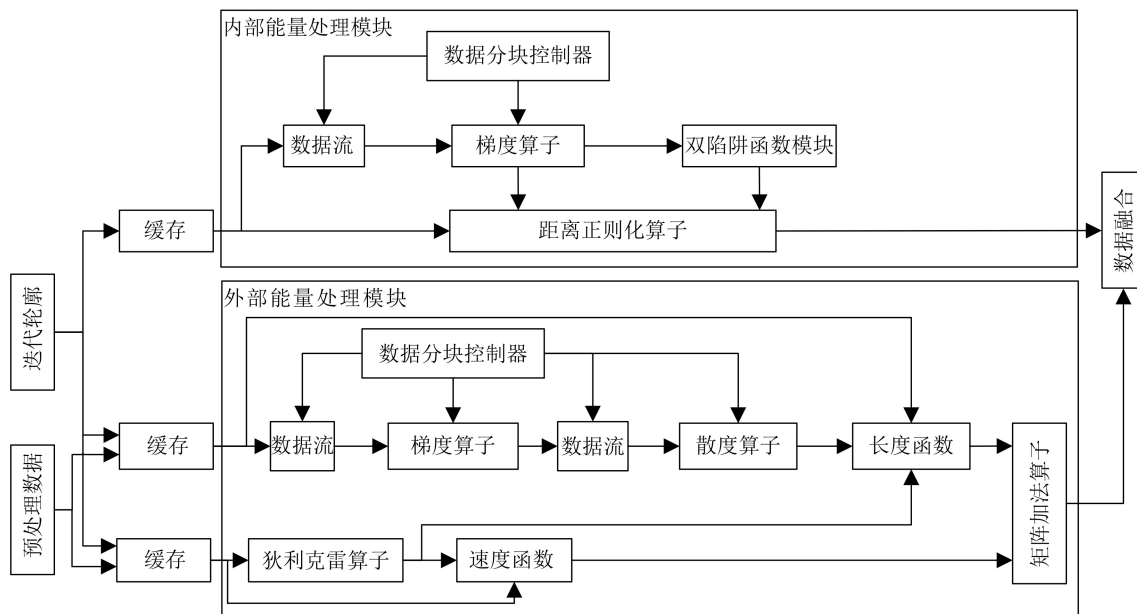 内部能量处理模块
数据分块控制器
数据流
梯度算子
双陷阱函数模块
缓存
距离正则化算子
数据融合
迭代轮廓
外部能量处理模块
数据分块控制器
缓存
数据流
梯度算子
数据流
散度算子
长度函数
矩阵加法算子
预处理数据
缓存
狄利克雷算子
速度函数